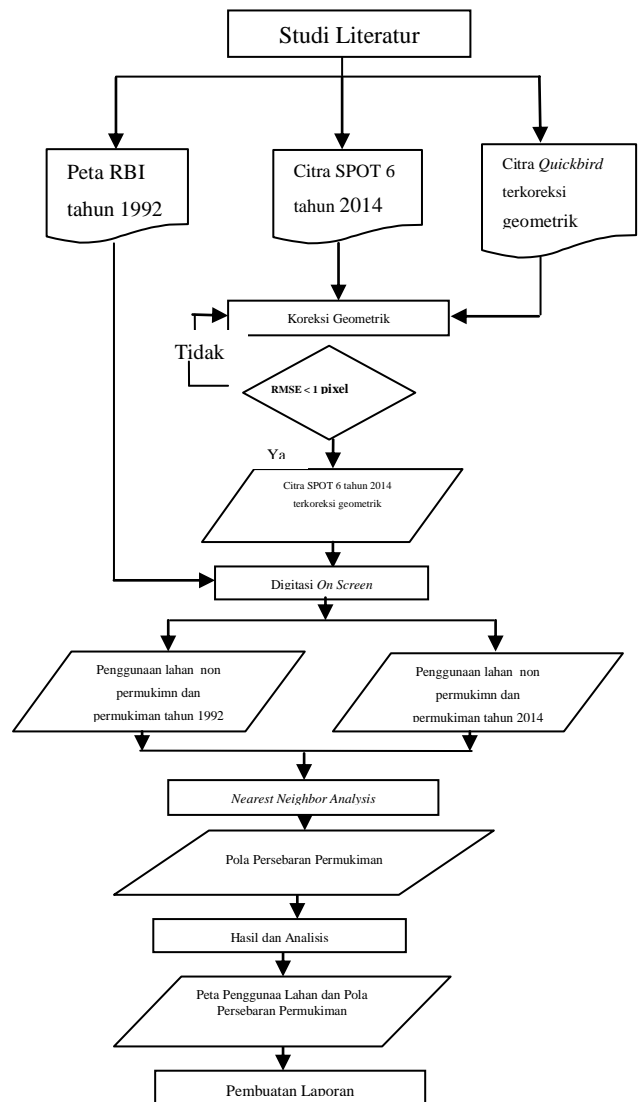 Studi Literatur
Peta RBI
tahun 1992
Citra SPOT 6
tahun 2014
Citra Quickbird
terkoreksi
geometrik
Koreksi Geometrik
Tidak
RMSE < 1 pixel
Ya
Citra SPOT 6 tahun 2014
terkoreksi geometrik
Digitasi On Screen
Penggunaan lahan non
permukimn dan
permukiman tahun 1992
Penggunaan lahan non
permukimn dan
permukiman tahun 2014
Nearest Neighbor Analysis
Pola Persebaran Permukiman
Hasil dan Analisis
Peta Penggunaa Lahan dan Pola
Persebaran Permukiman
Pembuatan Laporan